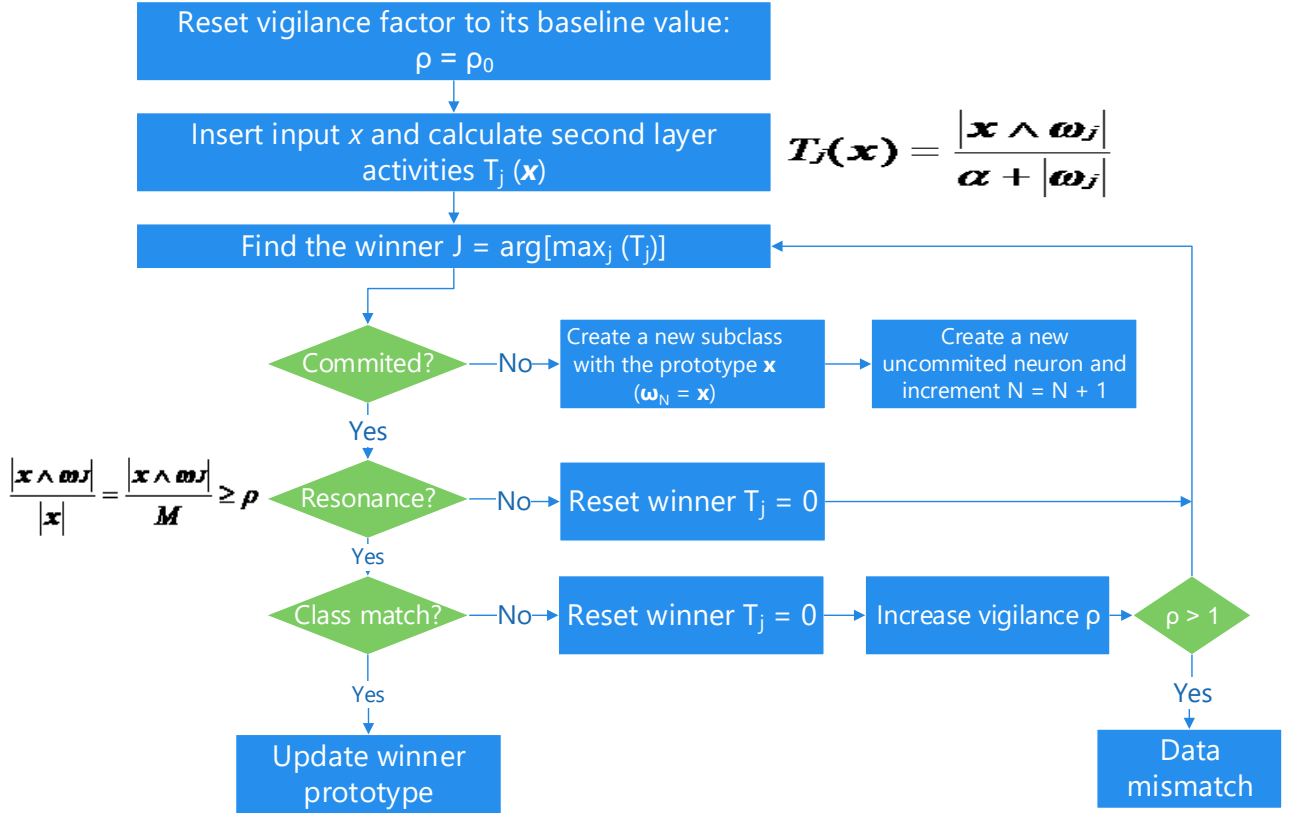 Reset vigilance factor to its baseline value:
ρ = ρ₀
Insert input x and calculate second layer
activities Tⱼ (x)
Tⱼ(x) = |x ∧ ωⱼ| / (α + |ωⱼ|)
Find the winner J = arg[maxⱼ (Tⱼ)]
Commited?
No
Create a new subclass
with the prototype x
(ω_N = x)
Create a new
uncommited neuron and
increment N = N + 1
Yes
|x ∧ ω_J| / |x| = |x ∧ ω_J| / M ≥ ρ
Resonance?
No
Reset winner Tⱼ = 0
Yes
Class match?
No
Reset winner Tⱼ = 0
Increase vigilance ρ
ρ > 1
Yes
Yes
Update winner
prototype
Data
mismatch